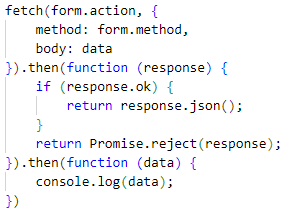 fetch(form.action, {
    method: form.method,
    body: data
}).then(function (response) {
    if (response.ok) {
        return response.json();
    }
    return Promise.reject(response);
}).then(function (data) {
    console.log(data);
})